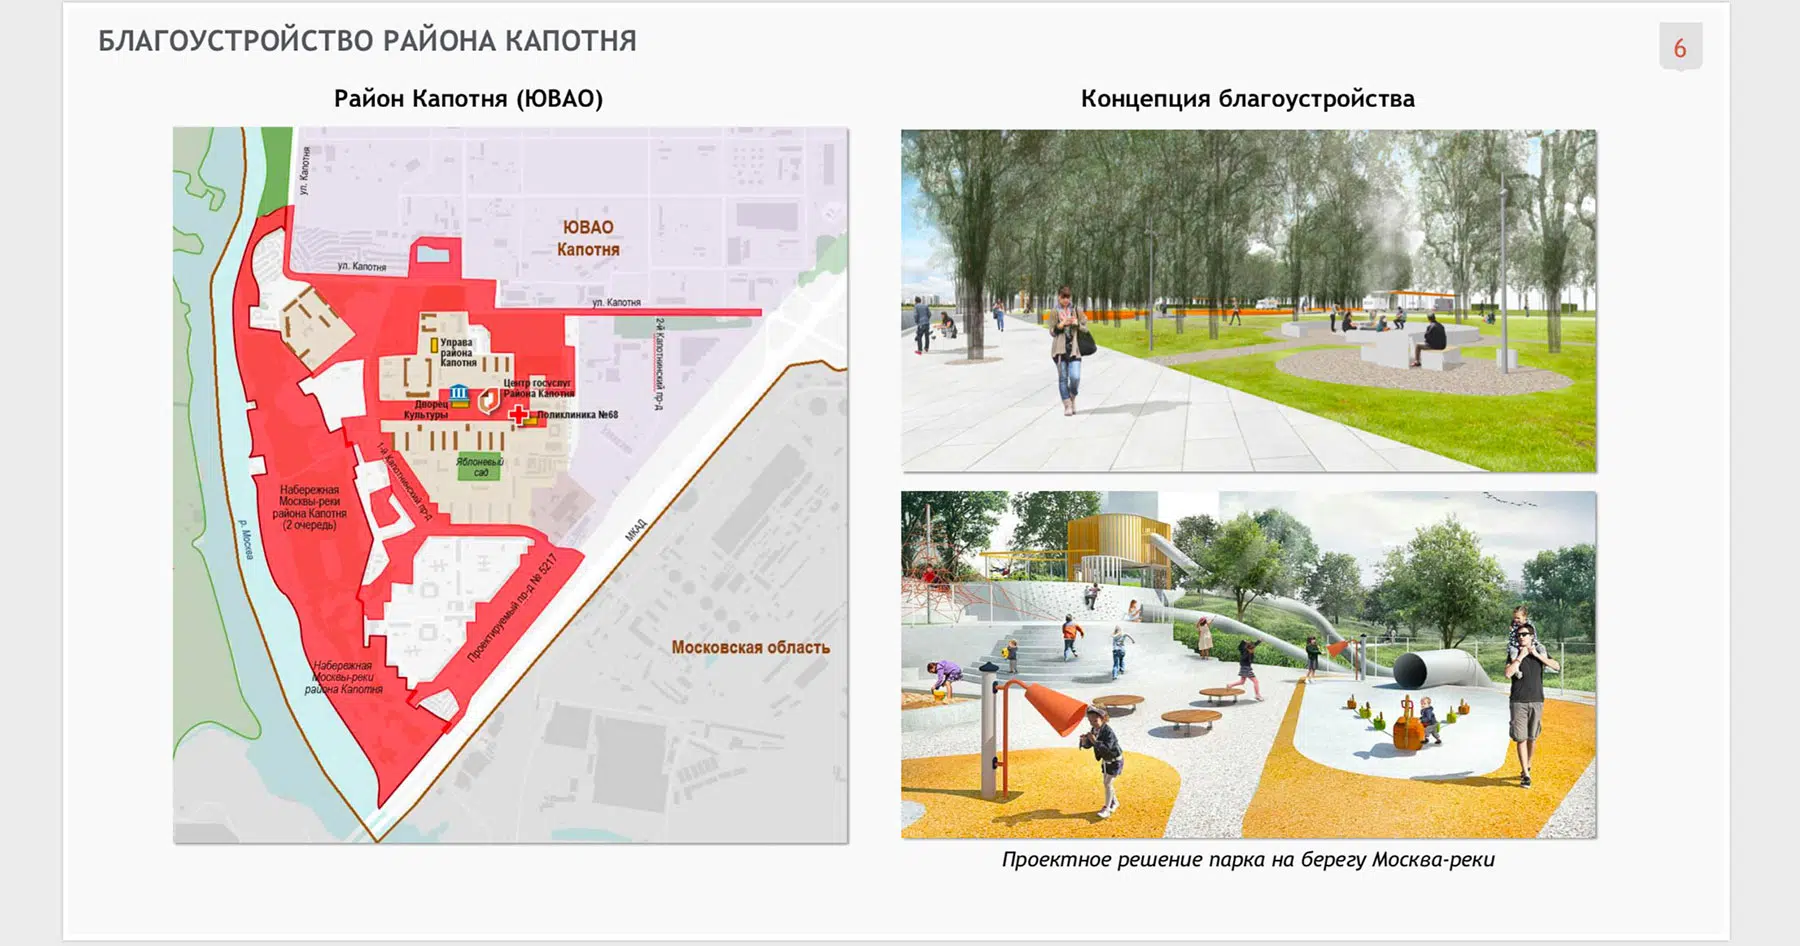 БЛАГОУСТРОЙСТВО РАЙОНА КАПОТНЯ
6
Район Капотня (ЮВАО)
ул. Капотня
ЮВАО
Капотня
ул. Капотня
ул. Капотня
2-й Капотнинский пр-д
Управа
района
Капотня
Центр госуслуг
Района Капотня
Дворец
Культуры
Поликлиника №68
1-й Капотнинский пр-д
Яблоневый
сад
Набережная
Москвы-реки
района Капотня
(2 очередь)
р. Москва
МКАД
Проектируемый пр-д № 5217
Московская область
Набережная
Москвы-реки
района Капотня
Концепция благоустройства
Проектное решение парка на берегу Москва-реки